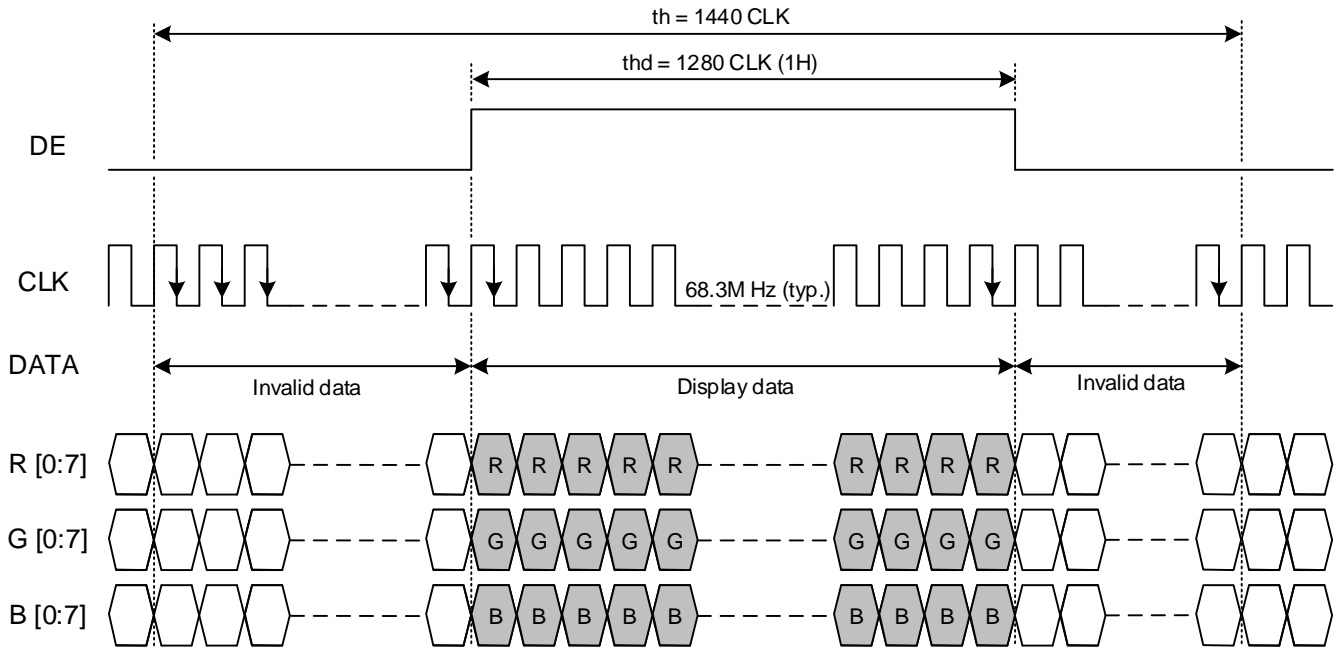 th = 1440 CLK
thd = 1280 CLK (1H)
DE
CLK
68.3M Hz (typ.)
DATA
Invalid data
Display data
Invalid data
R [0:7]
R R R R R R R R R
G [0:7]
G G G G G G G G G
B [0:7]
B B B B B B B B B